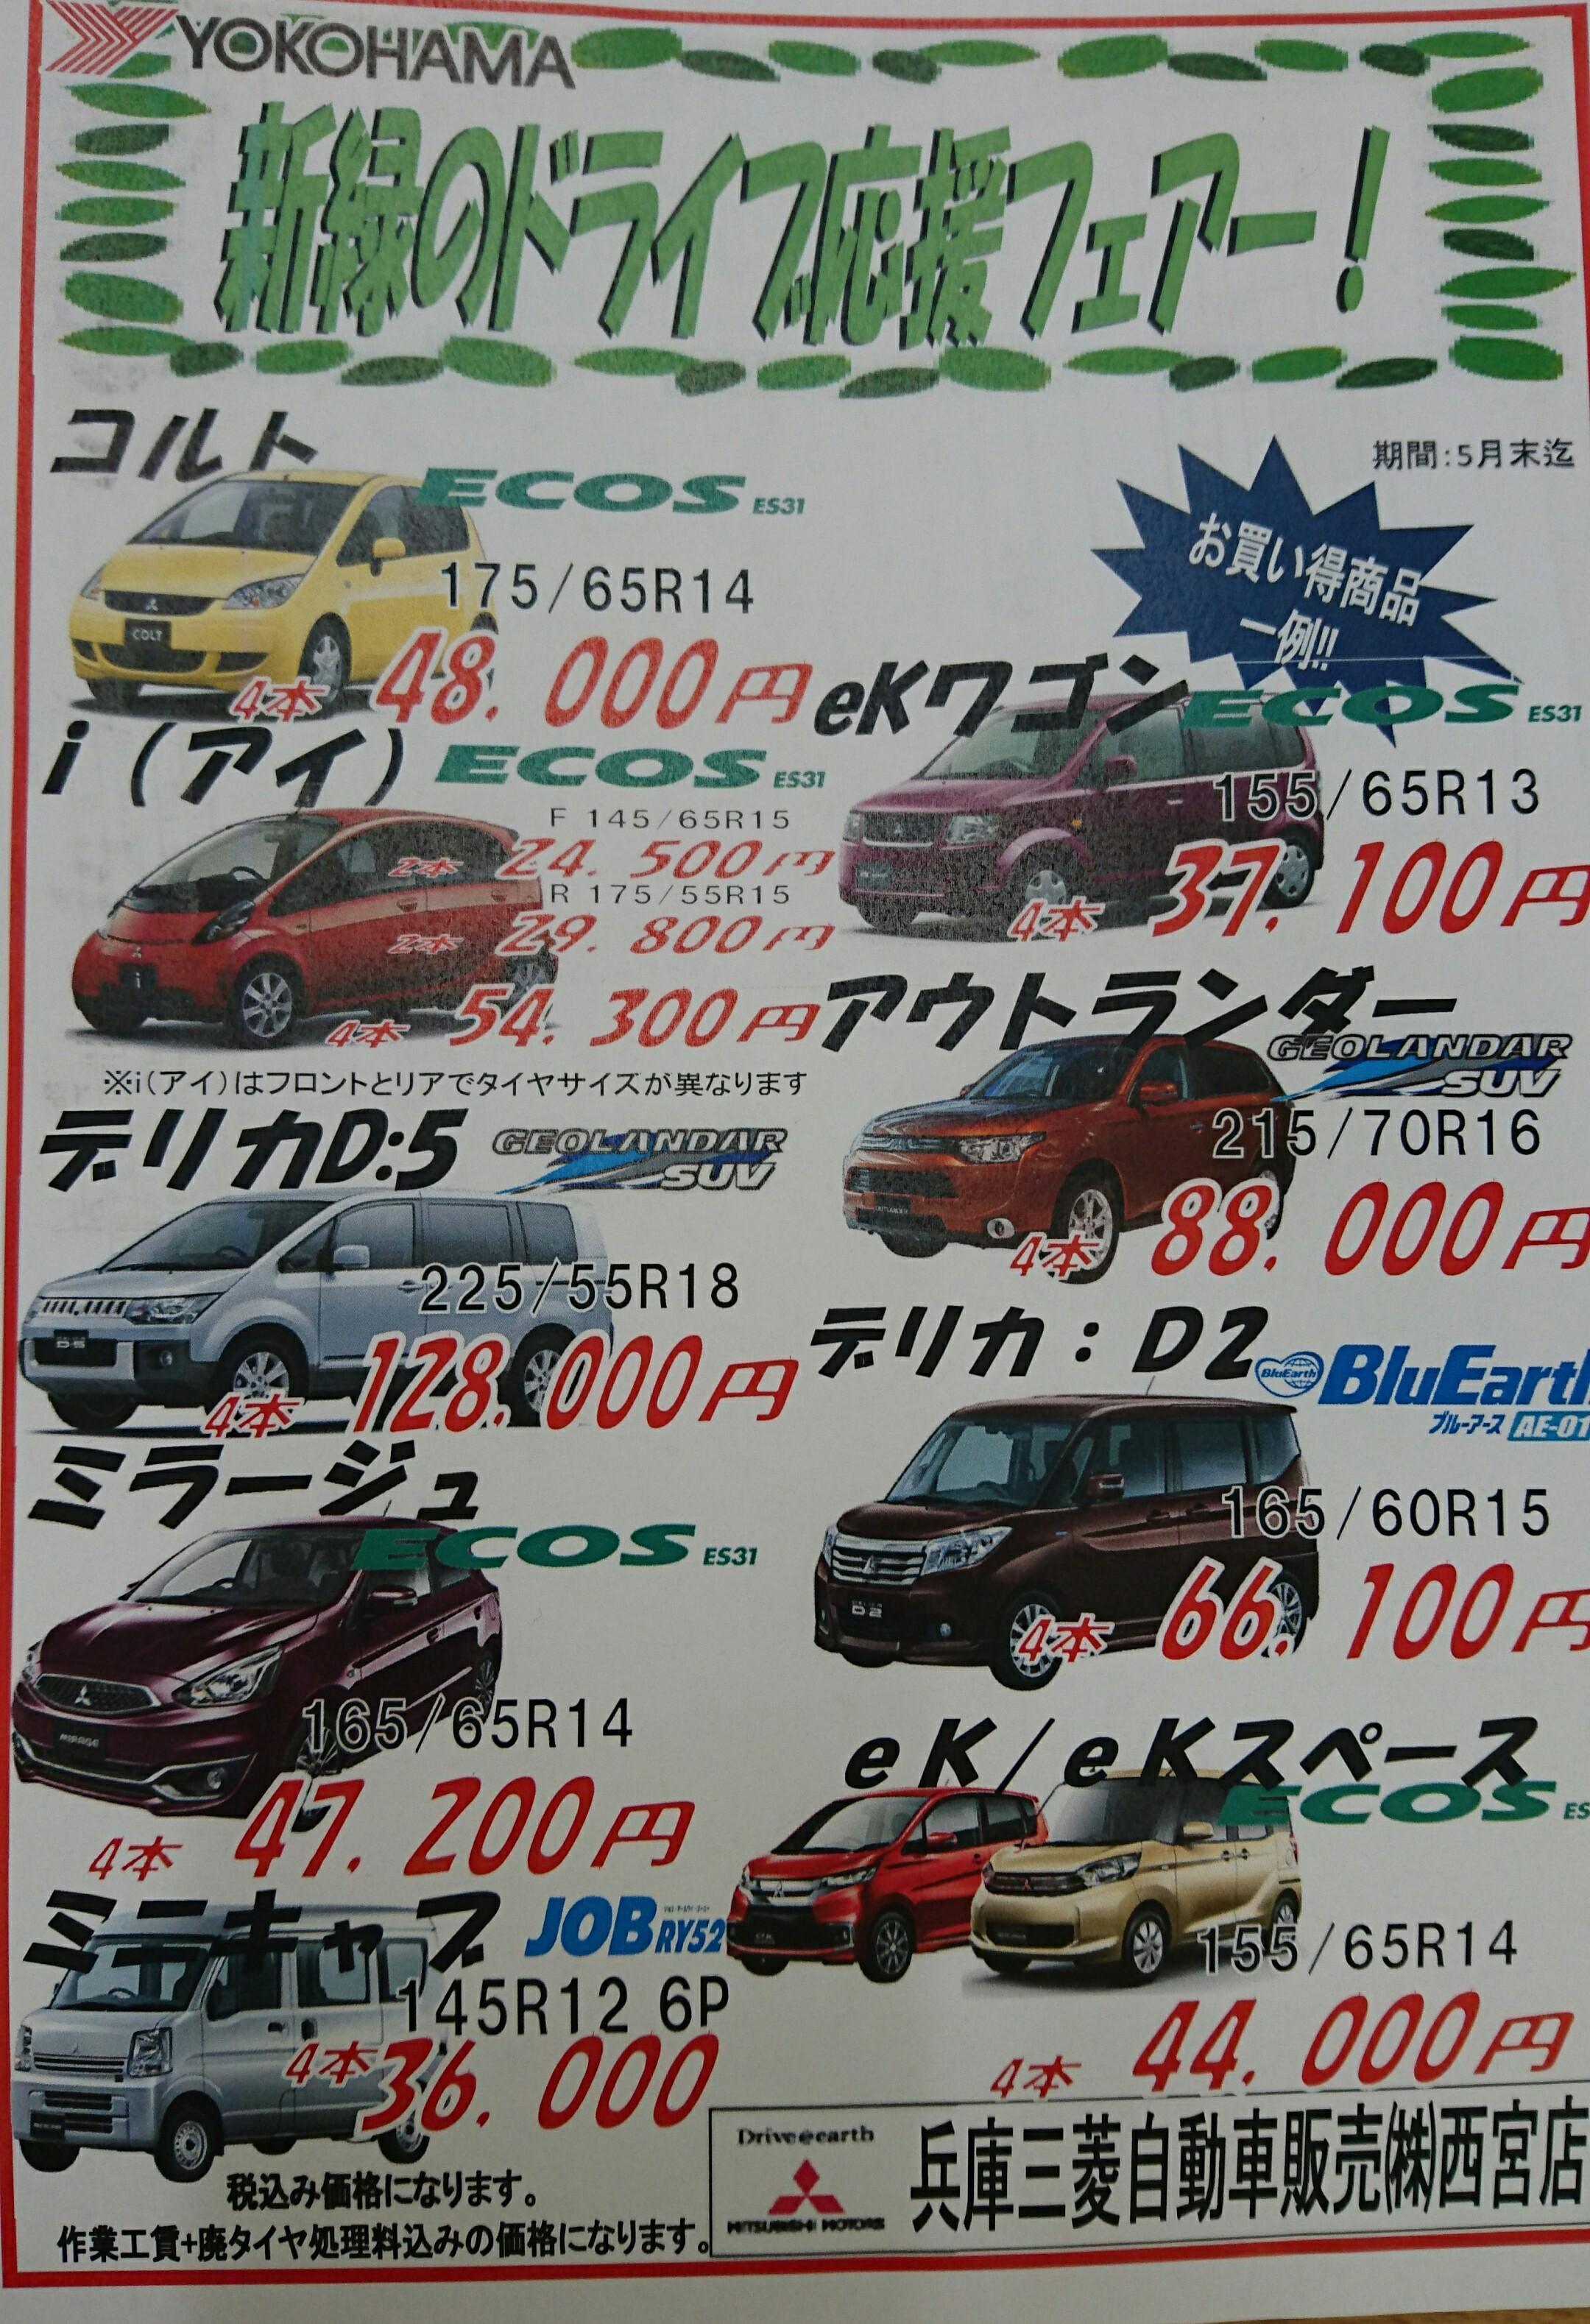 YOKOHAMA
新緑のドライブ応援フェアー！
期間:5月末迄
お買い得商品
一例!!
コルト
ECOS ES31
175/65R14
COLT
4本 48.000円
eKワゴン
ECOS ES31
155/65R13
4本 37.100円
i（アイ）
ECOS ES31
F 145/65R15
2本 24.500円
R 175/55R15
2本 29.800円
4本 54.300円
※i(アイ)はフロントとリアでタイヤサイズが異なります
アウトランダー
GEOLANDAR
SUV
215/70R16
4本 88.000円
デリカD:5
GEOLANDAR
SUV
225/55R18
D:5
4本 128.000円
デリカ：D2
BluEarth BluEarth
ブルーアース AE-01
165/60R15
D:2
4本 66.100円
ミラージュ
ECOS ES31
165/65R14
MIRAGE
4本 47.200円
eK/eKスペース
ECOS ES
155/65R14
4本 44.000円
ミニキャブ
JOB RY52
145R12 6P
4本 36.000
税込み価格になります。
作業工賃+廃タイヤ処理料込みの価格になります。
Drive@earth
MITSUBISHI MOTORS
兵庫三菱自動車販売㈱西宮店